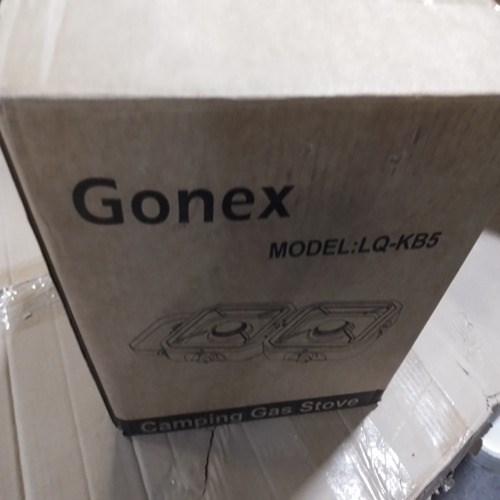 Gonex
MODEL:LQ-KB5
Camping Gas Stove